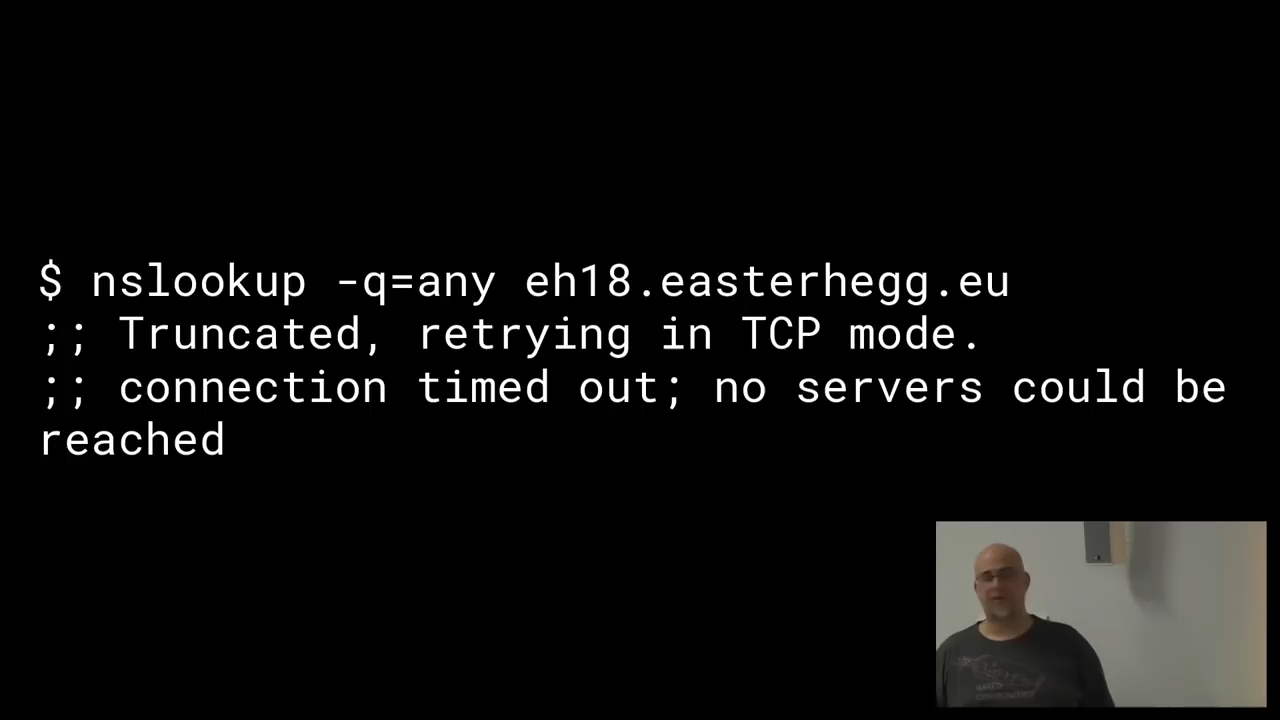 $ nslookup -q=any eh18.easterhegg.eu
;; Truncated, retrying in TCP mode.
;; connection timed out; no servers could be
reached